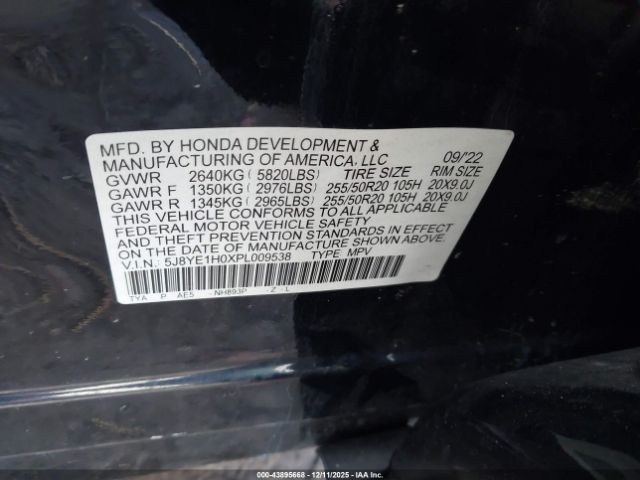 MFD. BY HONDA DEVELOPMENT &
MANUFACTURING OF AMERICA, LLC 09/'22
GVWR 2640KG ( 5820LBS) TIRE SIZE RIM SIZE
GAWR F 1350KG ( 2976LBS) 255/50R20 105H 20X9.0J
GAWR R 1345KG ( 2965LBS) 255/50R20 105H 20X9.0J
THIS VEHICLE CONFORMS TO ALL APPLICABLE
FEDERAL MOTOR VEHICLE SAFETY
AND THEFT PREVENTION STANDARDS IN EFFECT
ON THE DATE OF MANUFACTURE SHOWN ABOVE.
V.I.N.: 5J8YE1H0XPL009538 TYPE MPV
TYA P AE5 NH893P - Z - L
000-43895668 - 12/11/2025 - IAA Inc.